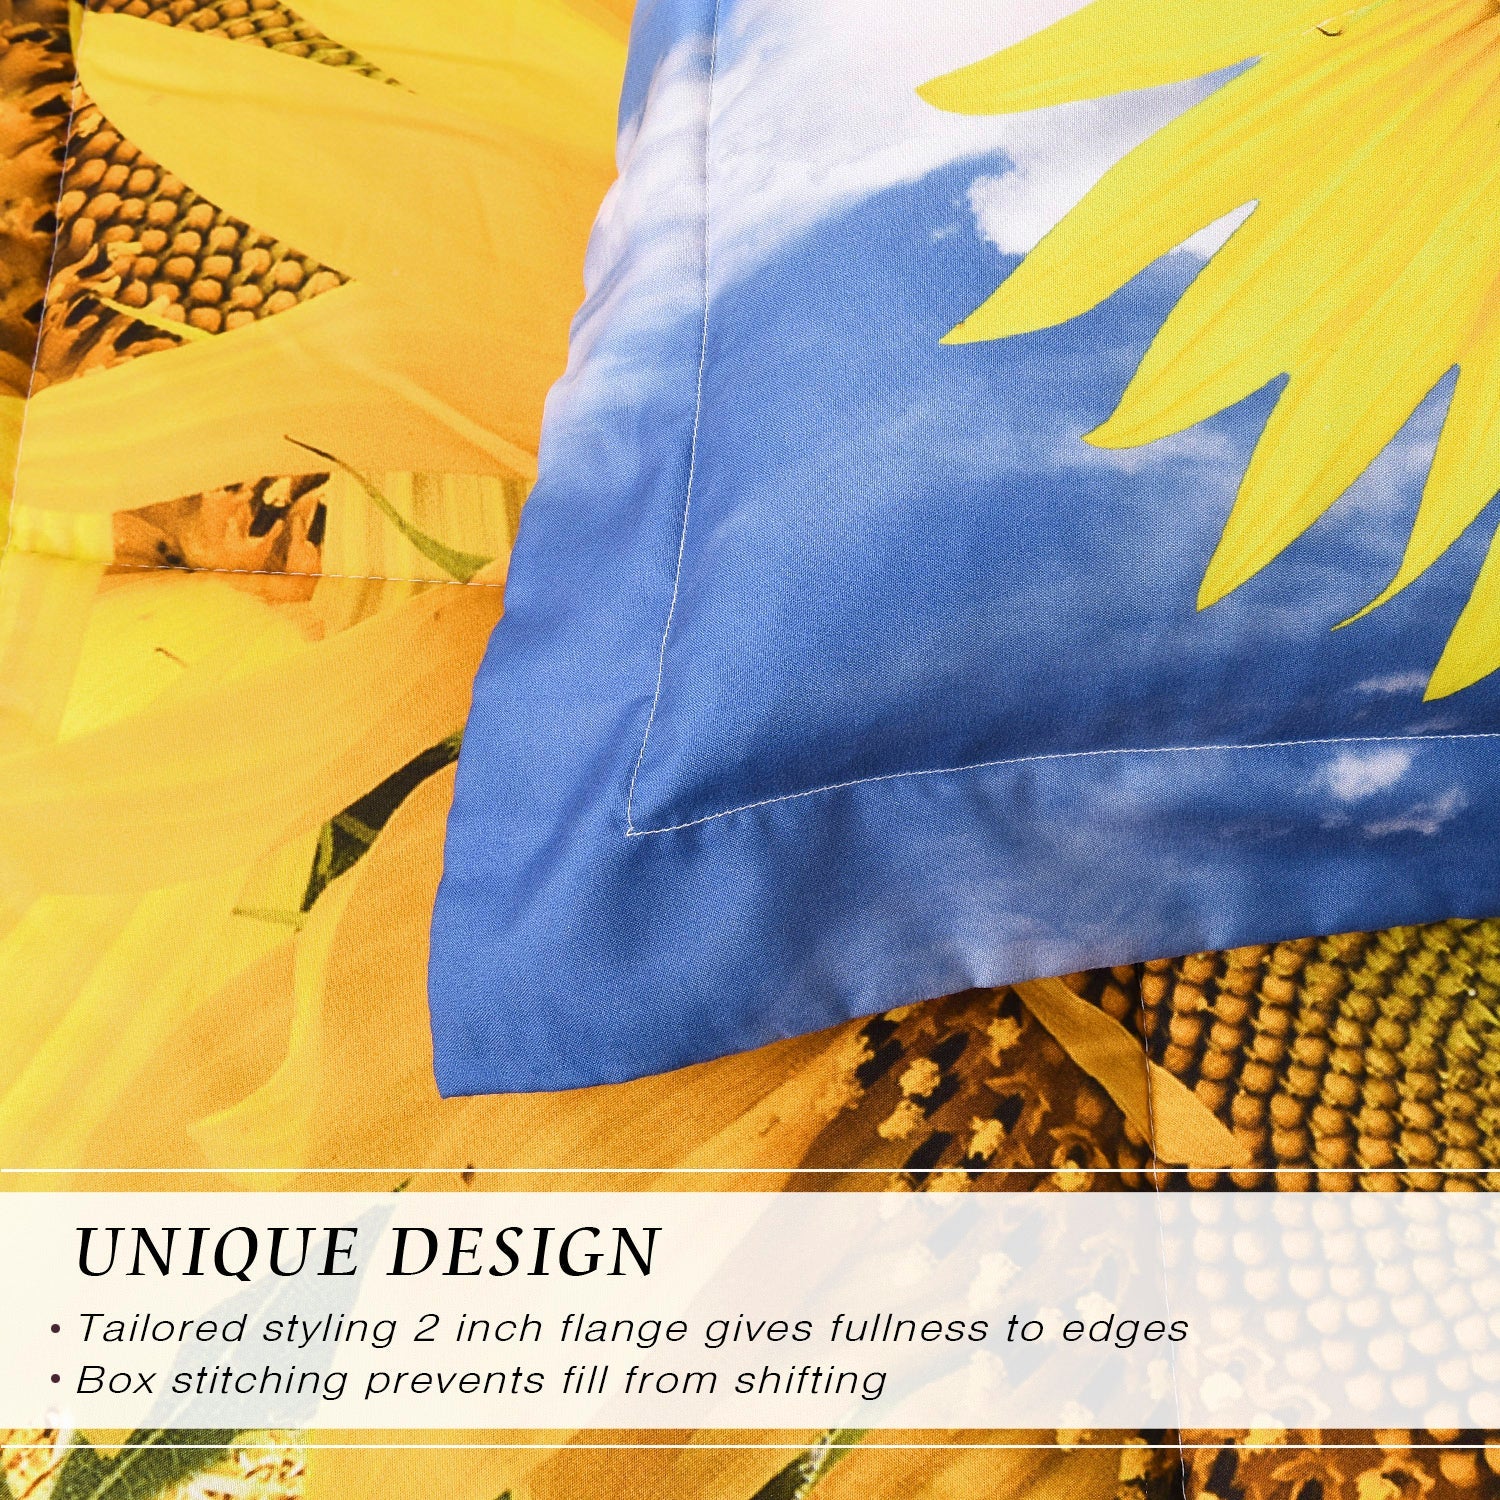 UNIQUE DESIGN
• Tailored styling 2 inch flange gives fullness to edges
• Box stitching prevents fill from shifting